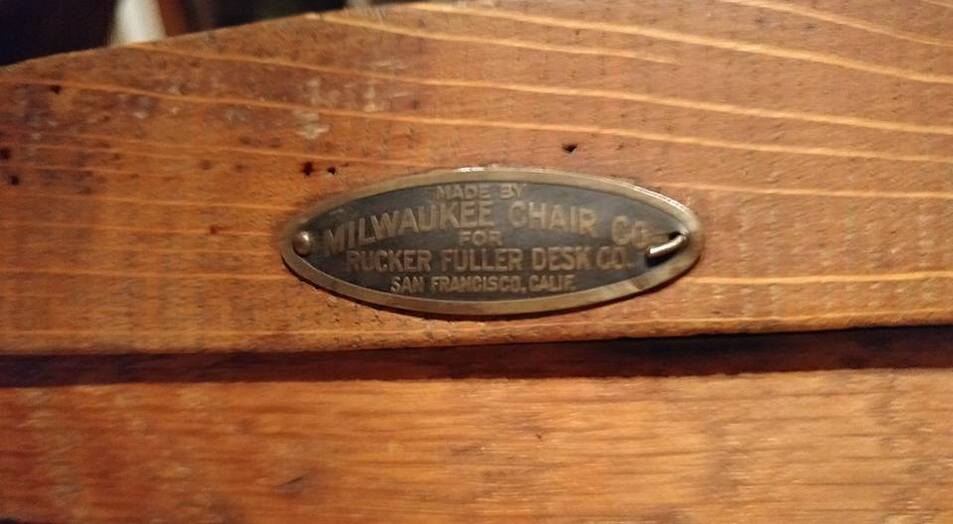 MADE BY
MILWAUKEE CHAIR CO.
FOR
RUCKER FULLER DESK CO.
SAN FRANCISCO, CALIF.